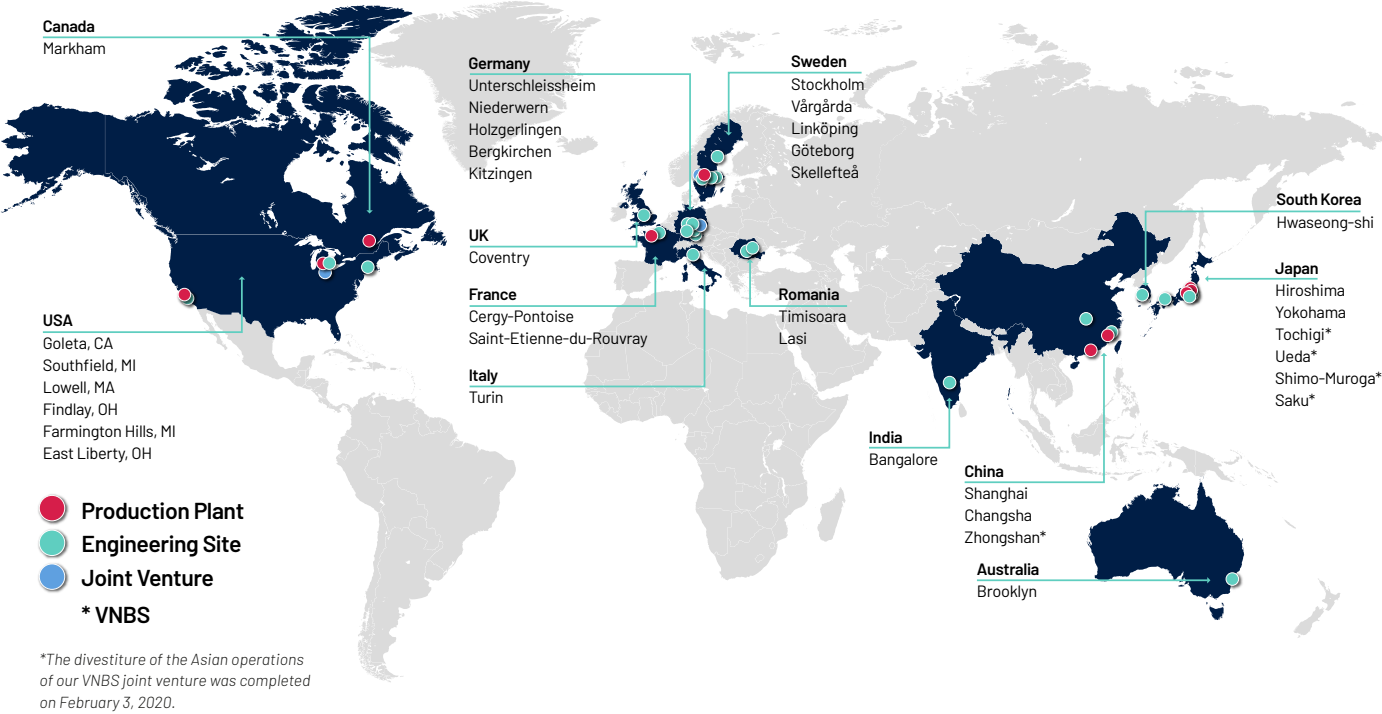 Canada
Markham
Germany
Unterschleissheim
Niederwern
Holzgerlingen
Bergkirchen
Kitzingen
Sweden
Stockholm
Vårgårda
Linköping
Göteborg
Skellefteå
South Korea
Hwaseong-shi
UK
Coventry
Japan
Hiroshima
Yokohama
Tochigi*
Ueda*
Shimo-Muroga*
Saku*
France
Cergy-Pontoise
Saint-Etienne-du-Rouvray
Romania
Timisoara
Lasi
USA
Goleta, CA
Southfield, MI
Lowell, MA
Findlay, OH
Farmington Hills, MI
East Liberty, OH
Italy
Turin
India
Bangalore
China
Shanghai
Changsha
Zhongshan*
Australia
Brooklyn
Production Plant
Engineering Site
Joint Venture
* VNBS
*The divestiture of the Asian operations
of our VNBS joint venture was completed
on February 3, 2020.